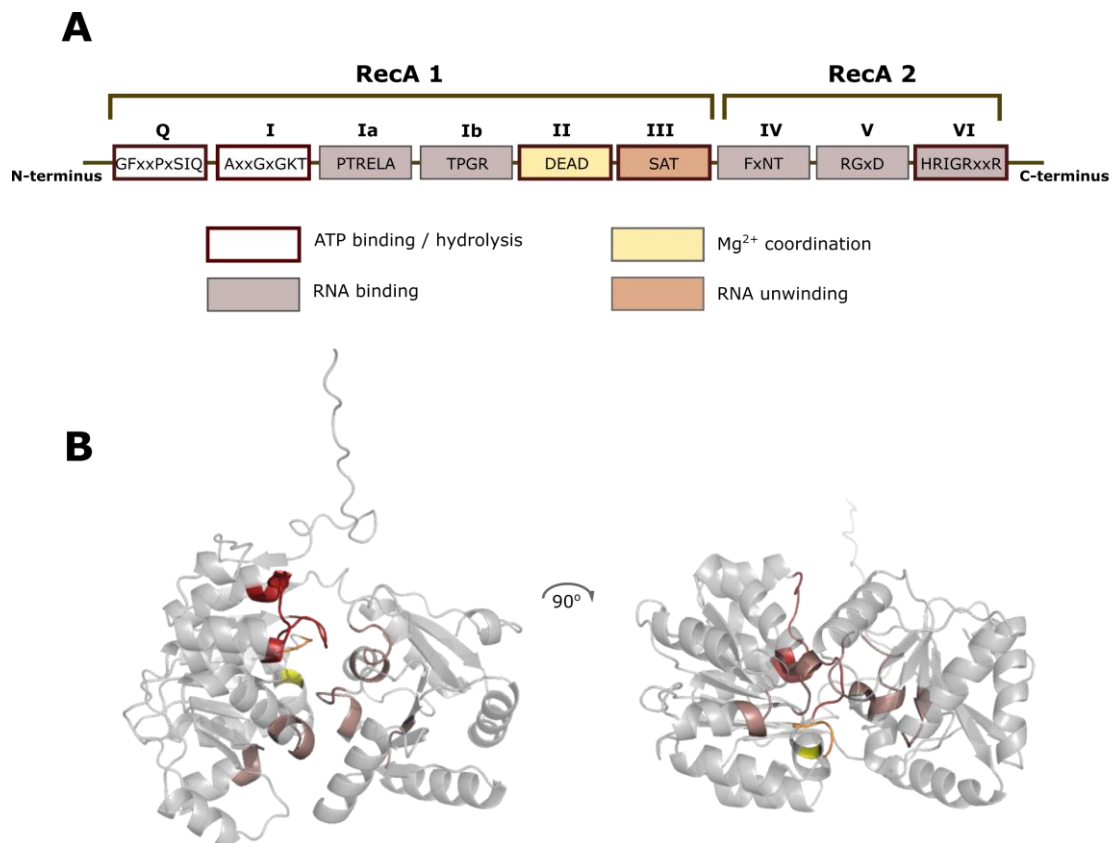 A
RecA 1 RecA 2
Q I Ia Ib II III IV V VI
N-terminus GFxxPxSIQ AxxGxGKT PTRELA TPGR DEAD SAT FxNT RGxD HRIGRxxR C-terminus
ATP binding / hydrolysis Mg²⁺ coordination
RNA binding RNA unwinding
B
90º